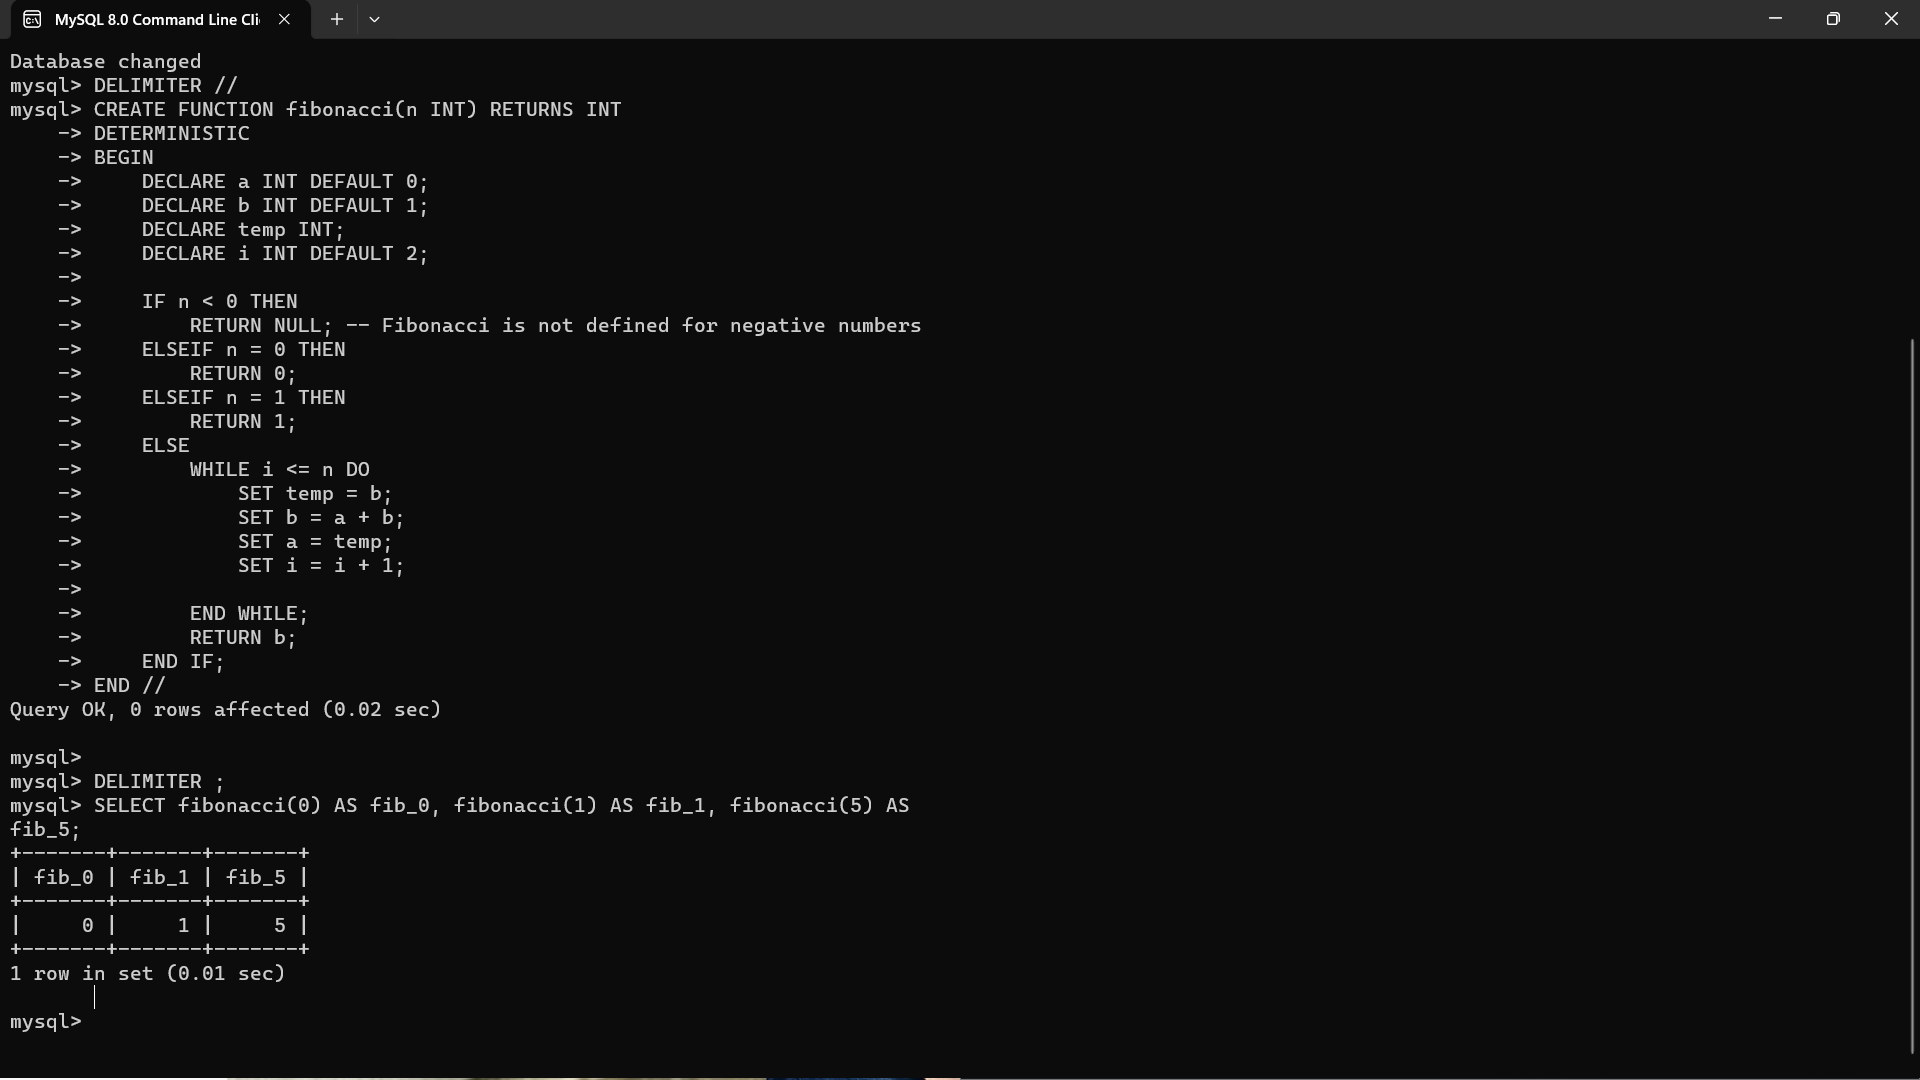 MySQL 8.0 Command Line Cli
Database changed
mysql> DELIMITER //
mysql> CREATE FUNCTION fibonacci(n INT) RETURNS INT
    -> DETERMINISTIC
    -> BEGIN
    ->     DECLARE a INT DEFAULT 0;
    ->     DECLARE b INT DEFAULT 1;
    ->     DECLARE temp INT;
    ->     DECLARE i INT DEFAULT 2;
    ->
    ->     IF n < 0 THEN
    ->         RETURN NULL; -- Fibonacci is not defined for negative numbers
    ->     ELSEIF n = 0 THEN
    ->         RETURN 0;
    ->     ELSEIF n = 1 THEN
    ->         RETURN 1;
    ->     ELSE
    ->         WHILE i <= n DO
    ->             SET temp = b;
    ->             SET b = a + b;
    ->             SET a = temp;
    ->             SET i = i + 1;
    ->
    ->         END WHILE;
    ->         RETURN b;
    ->     END IF;
    -> END //
Query OK, 0 rows affected (0.02 sec)

mysql>
mysql> DELIMITER ;
mysql> SELECT fibonacci(0) AS fib_0, fibonacci(1) AS fib_1, fibonacci(5) AS
fib_5;
+-------+-------+-------+
| fib_0 | fib_1 | fib_5 |
+-------+-------+-------+
|     0 |     1 |     5 |
+-------+-------+-------+
1 row in set (0.01 sec)

mysql>